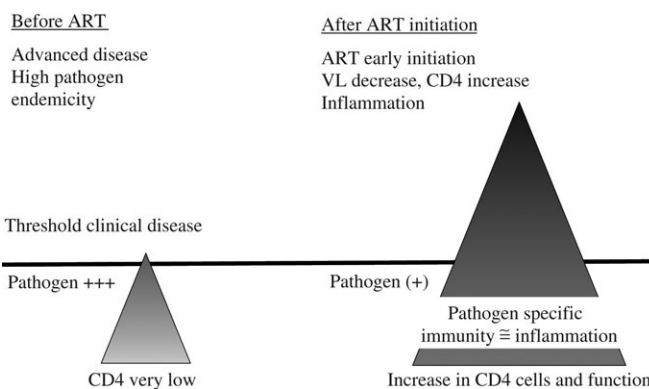 Before ART
Advanced disease
High pathogen
endemicity
After ART initiation
ART early initiation
VL decrease, CD4 increase
Inflammation
Threshold clinical disease
Pathogen +++
Pathogen (+)
Pathogen specific
immunity ≅ inflammation
CD4 very low
Increase in CD4 cells and function